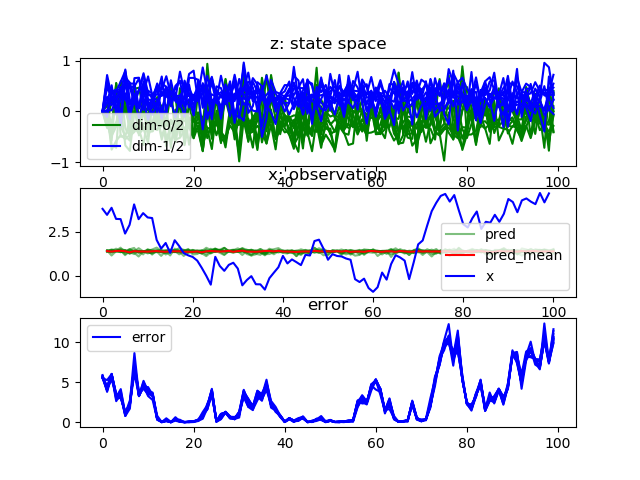 z: state space
1
0
−1
dim-0/2
dim-1/2
0 20 40 60 80 100
x: observation
2.5
0.0
pred
pred_mean
x
0 20 40 60 80 100
error
10
5
0
error
0 20 40 60 80 100